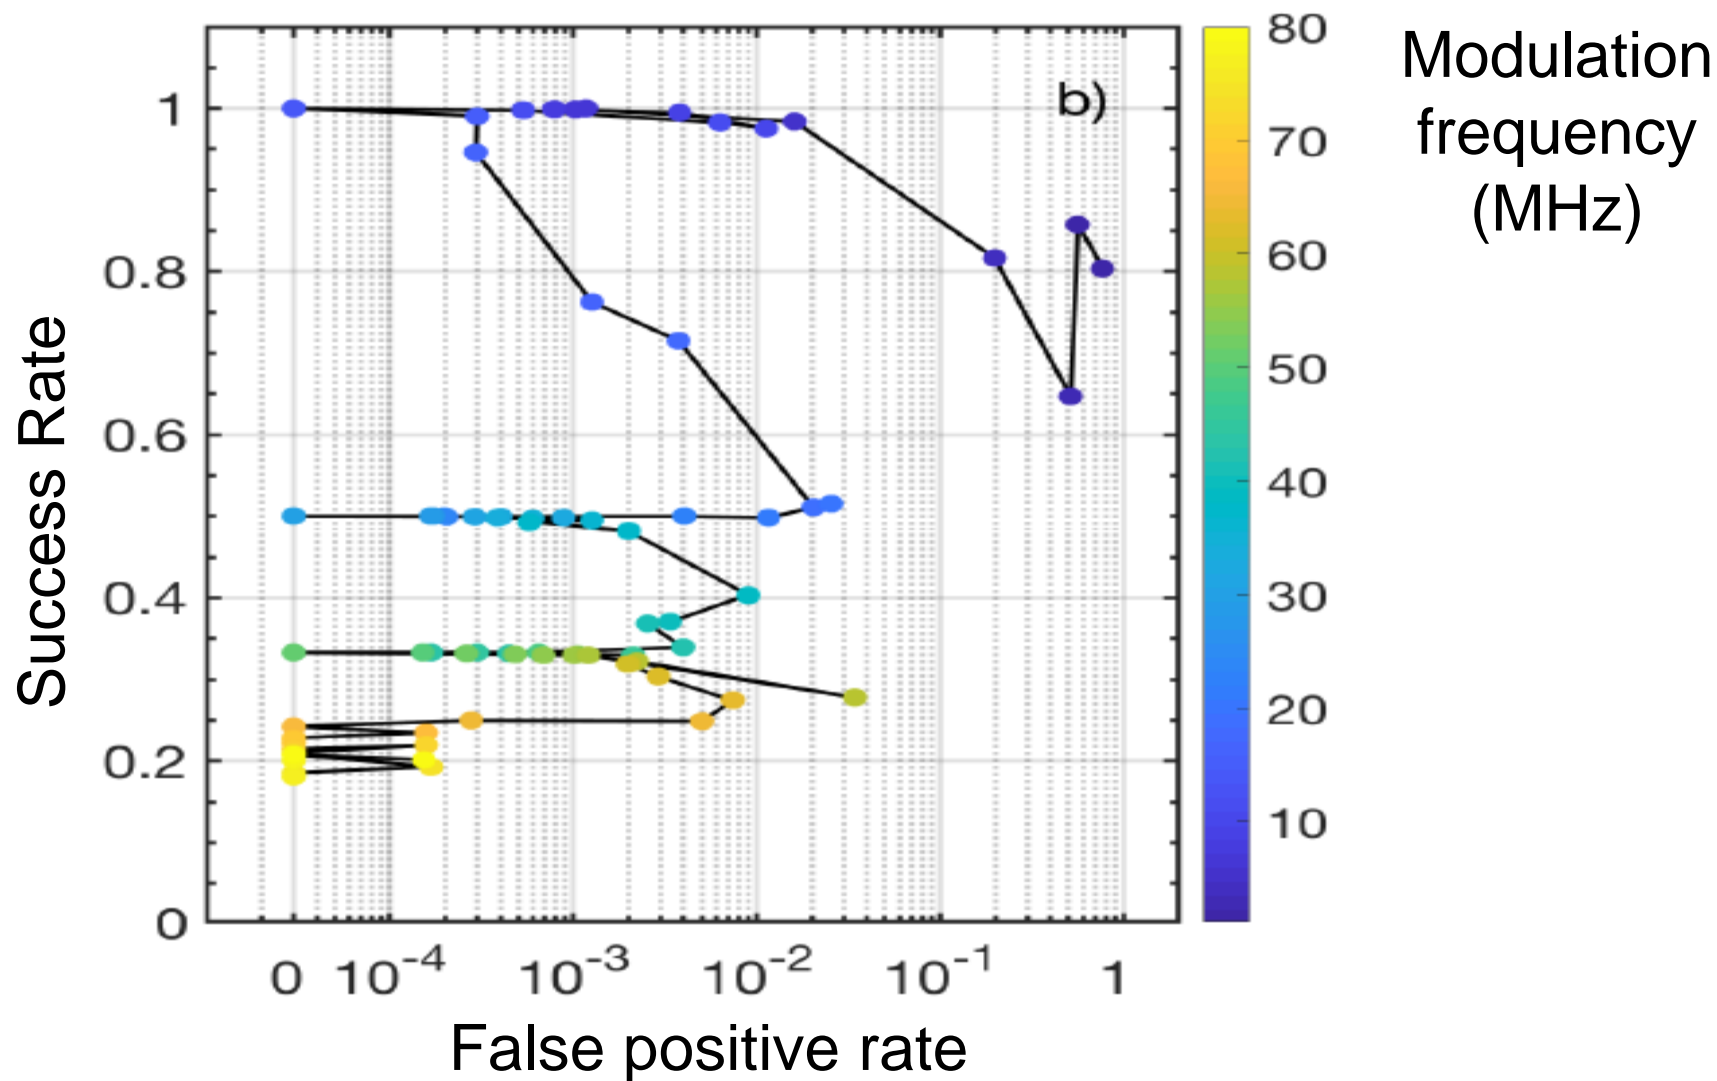 b)
1
0.8
0.6
0.4
0.2
0
Success Rate
0 10⁻⁴ 10⁻³ 10⁻² 10⁻¹ 1
False positive rate
80
70
60
50
40
30
20
10
Modulation
frequency
(MHz)